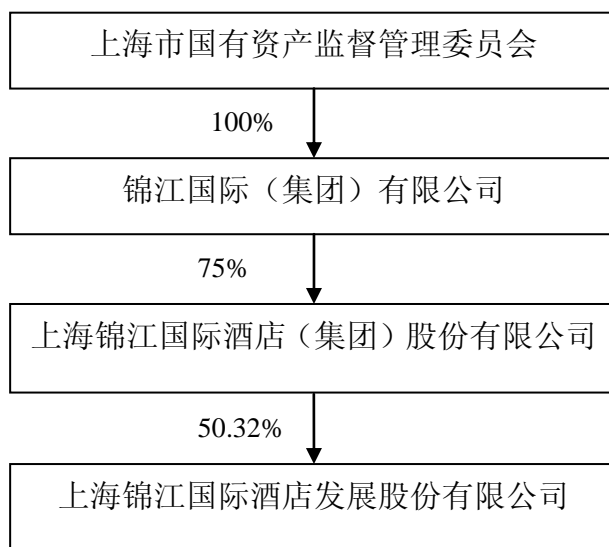 上海市国有资产监督管理委员会
100%
锦江国际（集团）有限公司
75%
上海锦江国际酒店（集团）股份有限公司
50.32%
上海锦江国际酒店发展股份有限公司